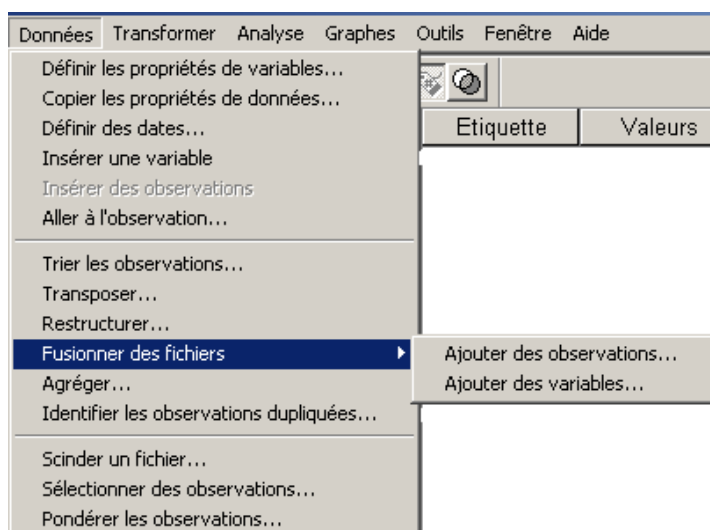 Données Transformer Analyse Graphes Outils Fenêtre Aide
Définir les propriétés de variables...
Copier les propriétés de données...
Définir des dates...
Insérer une variable
Insérer des observations
Aller à l'observation...
Etiquette Valeurs
Trier les observations...
Transposer...
Restructurer...
Fusionner des fichiers
Ajouter des observations...
Ajouter des variables...
Agréger...
Identifier les observations dupliquées...
Scinder un fichier...
Sélectionner des observations...
Pondérer les observations...